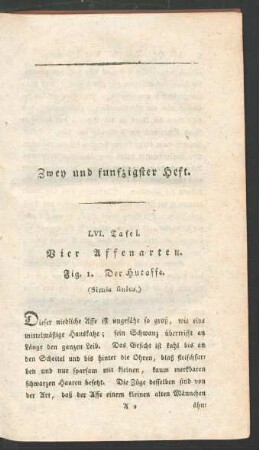 Zwey und funfzigster Heft.
LVI. Tafel.
Vier Affenarten.
Fig. 1. Der Hutaffe.
(Simia sinica.)
Dieser niedliche Affe ist ungefähr so groß, wie eine
mittelmäßige Hauskatze; sein Schwanz übertrifft an
Länge den ganzen Leib. Das Gesicht ist kahl bis an
den Scheitel und bis hinter die Ohren, blaß fleischfar-
ben und nur sparsam mit kleinen, kaum merkbaren
schwarzen Haaren besetzt. Die Züge desselben sind von
der Art, daß der Affe einem kleinen alten Männchen
A 2
ähn-